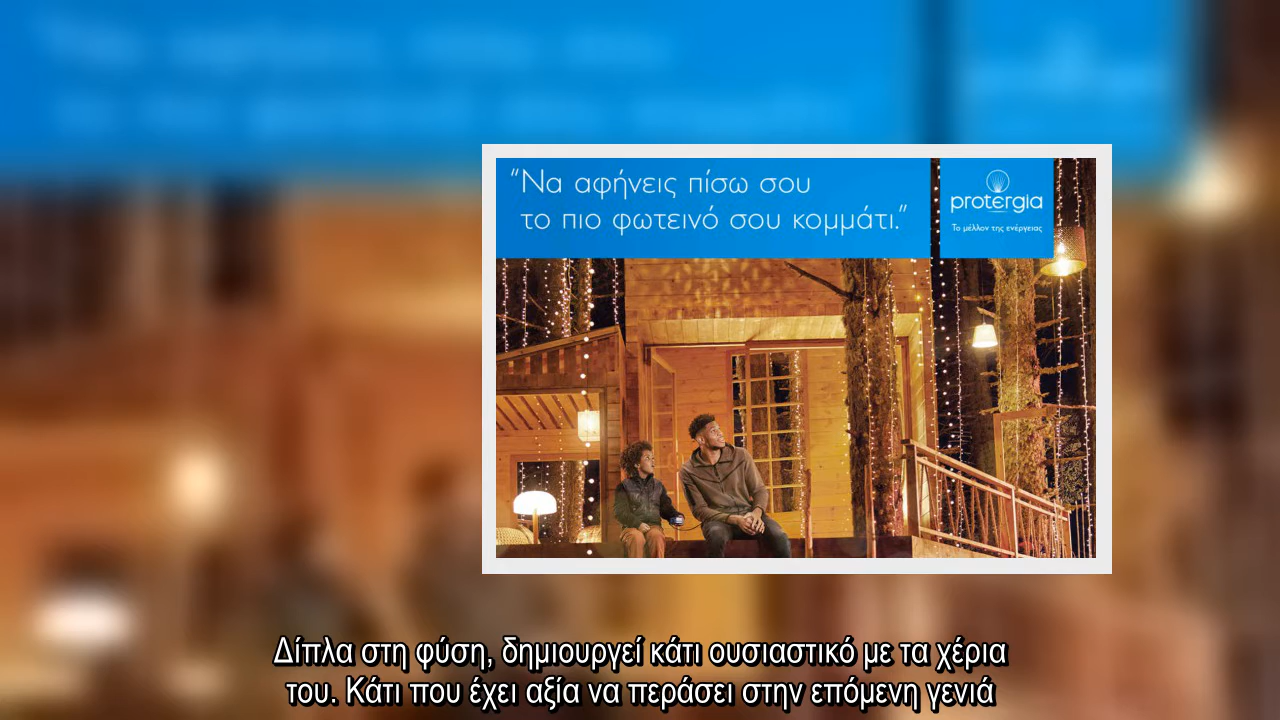 “Να αφήνεις πίσω σου
το πιο φωτεινό σου κομμάτι.”
protergia
Το μέλλον της ενέργειας
Δίπλα στη φύση, δημιουργεί κάτι ουσιαστικό με τα χέρια
του. Κάτι που έχει αξία να περάσει στην επόμενη γενιά